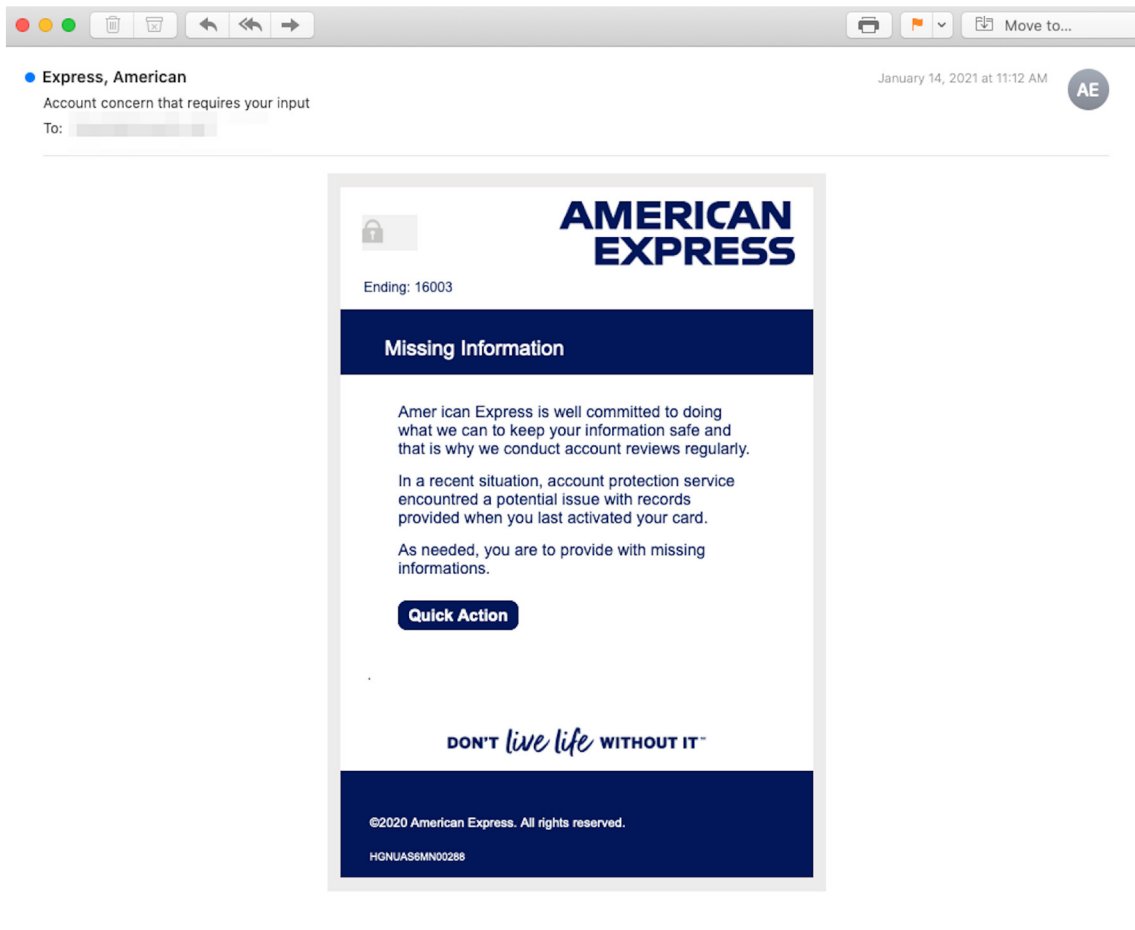 Move to...
Express, American
January 14, 2021 at 11:12 AM
AE
Account concern that requires your input
To:
AMERICAN
EXPRESS
Ending: 16003
Missing Information
Amer ican Express is well committed to doing
what we can to keep your information safe and
that is why we conduct account reviews regularly.
In a recent situation, account protection service
encountred a potential issue with records
provided when you last activated your card.
As needed, you are to provide with missing
informations.
Quick Action
.
DON'T live life WITHOUT IT™
©2020 American Express. All rights reserved.
HGNUAS6MN00288